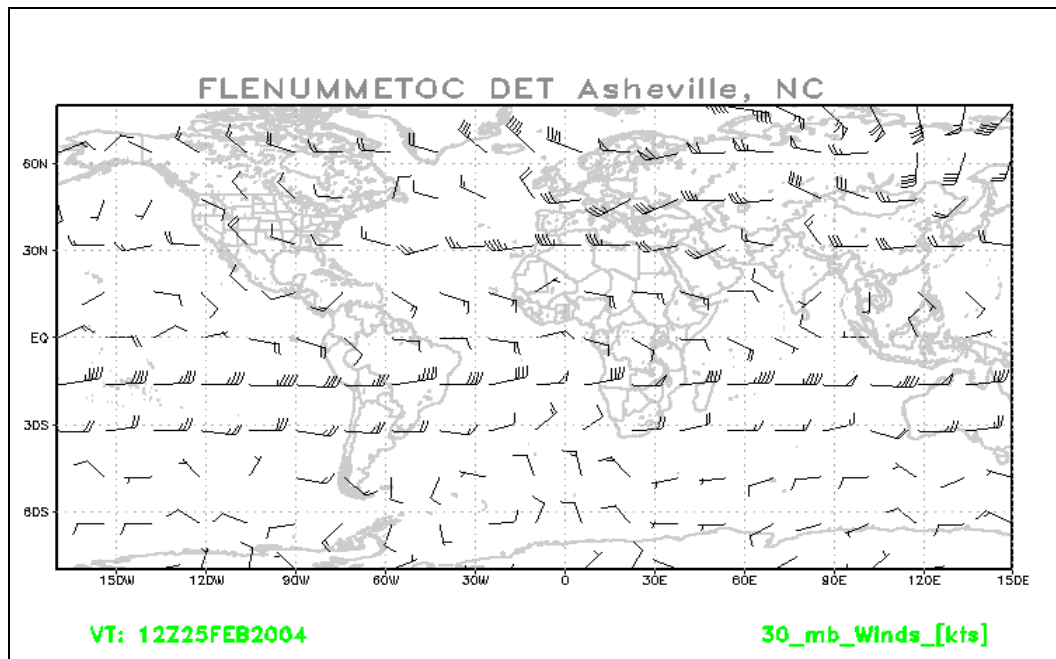 FLENUMMETOC DET Asheville, NC
60N
30N
EQ
30S
60S
150W 120W 90W 60W 30W 0 30E 60E 90E 120E 150E
VT: 12Z25FEB2004 30_mb_Winds_[kts]